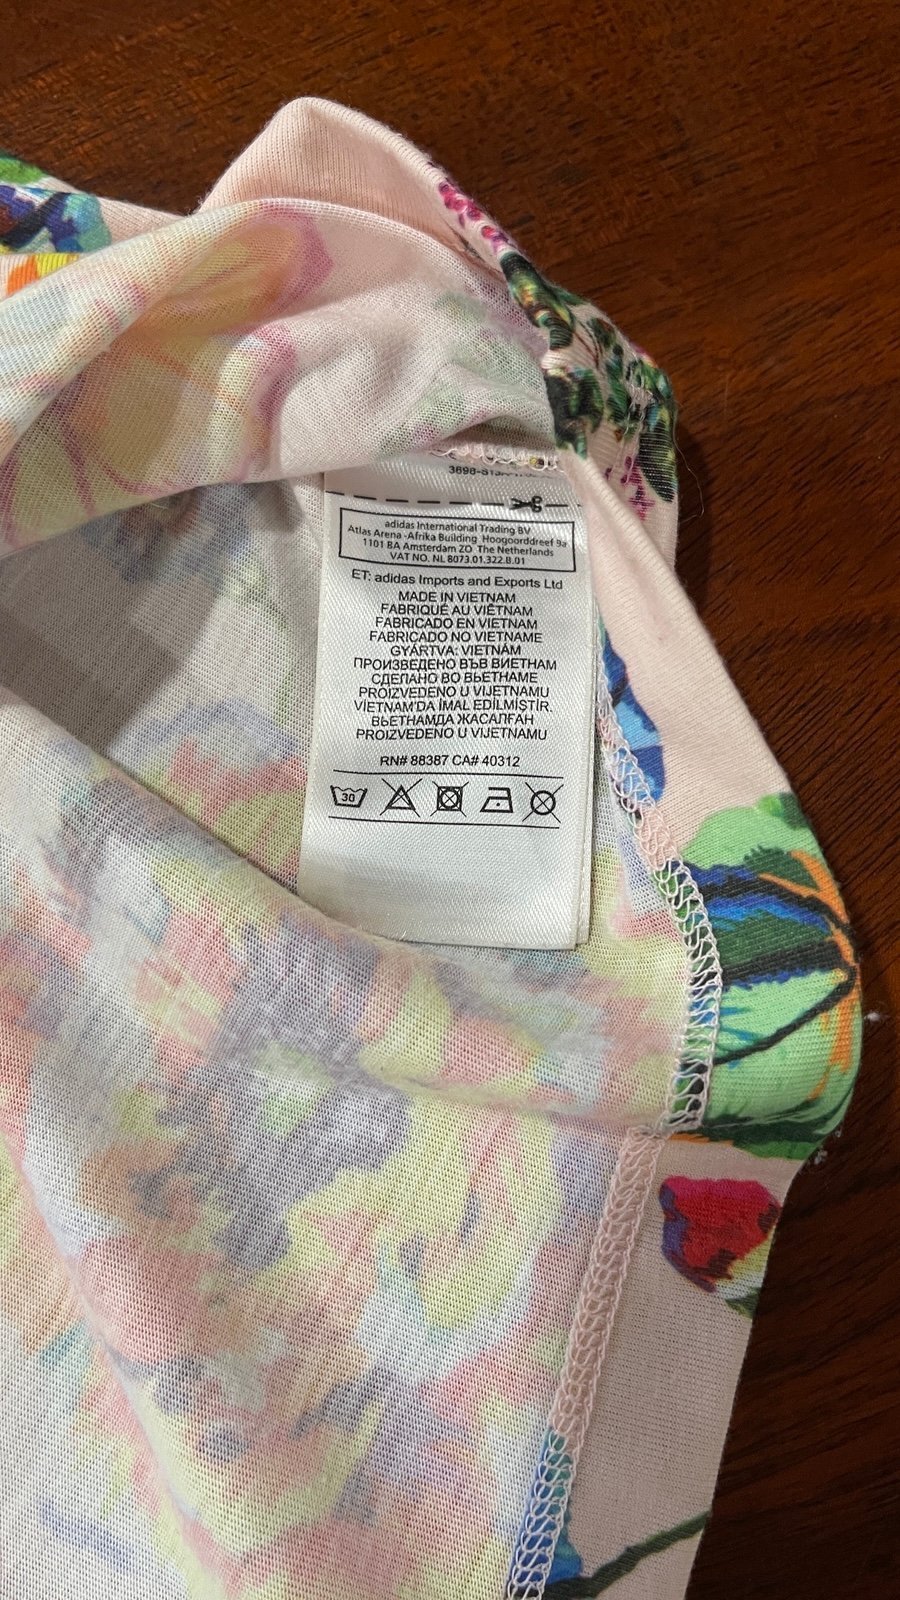 adidas International Trading BV
Atlas Arena -Afrika Building Hoogoorddreef 9a
1101 BA Amsterdam ZO The Netherlands
VAT NO. NL 8073.01.322.B.01
ET: adidas Imports and Exports Ltd
MADE IN VIETNAM
FABRIQUÉ AU VIÊTNAM
FABRICADO EN VIETNAM
FABRICADO NO VIETNAME
GYÁRTVA: VIETNÁM
ПРОИЗВЕДЕНО ВЪВ ВИЕТНАМ
СДЕЛАНО ВО ВЬЕТНАМЕ
PROIZVEDENO U VIJETNAMU
VİETNAM'DA İMAL EDİLMİŞTİR.
ВЬЕТНАМДА ЖАСАЛҒАН
PROIZVEDENO U VIJETNAMU
RN# 88387 CA# 40312
30